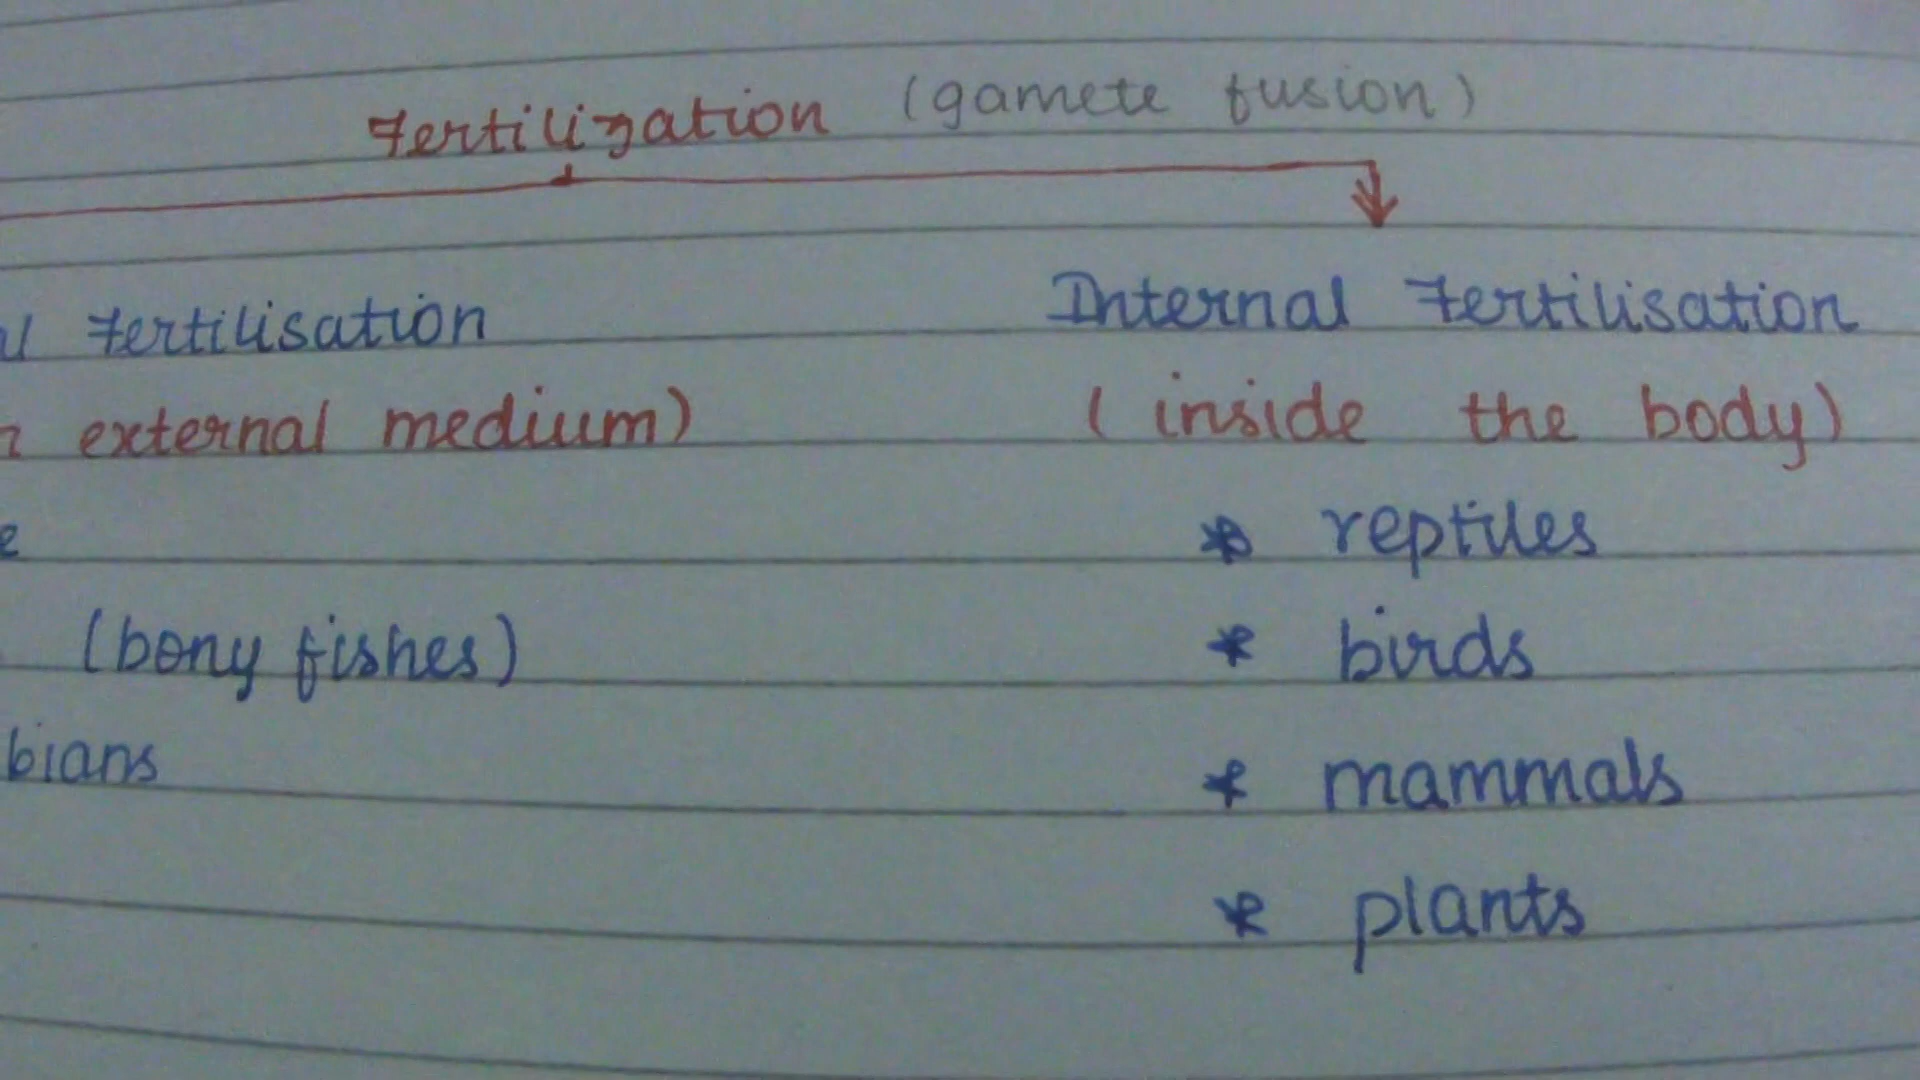 Fertilization (gamete fusion)
fertilisation Internal Fertilisation
external medium) (inside the body)
* reptiles
(bony fishes) * birds
bians * mammals
* plants